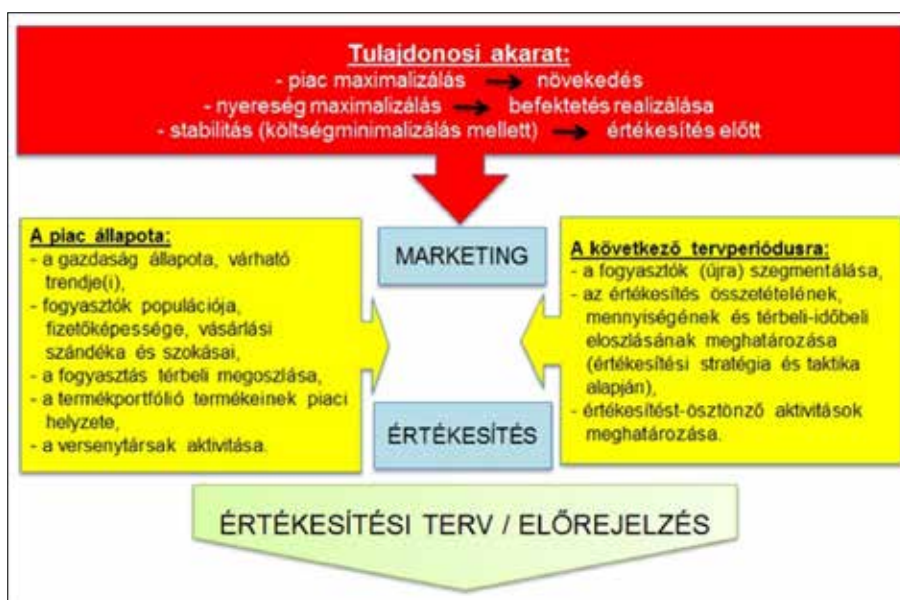 Tulajdonosi akarat:
- piac maximalizálás → növekedés
- nyereség maximalizálás → befektetés realizálása
- stabilitás (költségminimalizálás mellett) → értékesítés előtt
A piac állapota:
- a gazdaság állapota, várható
trendje(i),
- fogyasztók populációja,
fizetőképessége, vásárlási
szándéka és szokásai,
- a fogyasztás térbeli megoszlása,
- a termékportfólió termékeinek piaci
helyzete,
- a versenytársak aktivitása.
MARKETING
ÉRTÉKESÍTÉS
A következő tervperiódusra:
- a fogyasztók (újra) szegmentálása,
- az értékesítés összetételének,
mennyiségének és térbeli-időbeli
eloszlásának meghatározása
(értékesítési stratégia és taktika
alapján),
- értékesítést-ösztönző aktivitások
meghatározása.
ÉRTÉKESÍTÉSI TERV / ELŐREJELZÉS